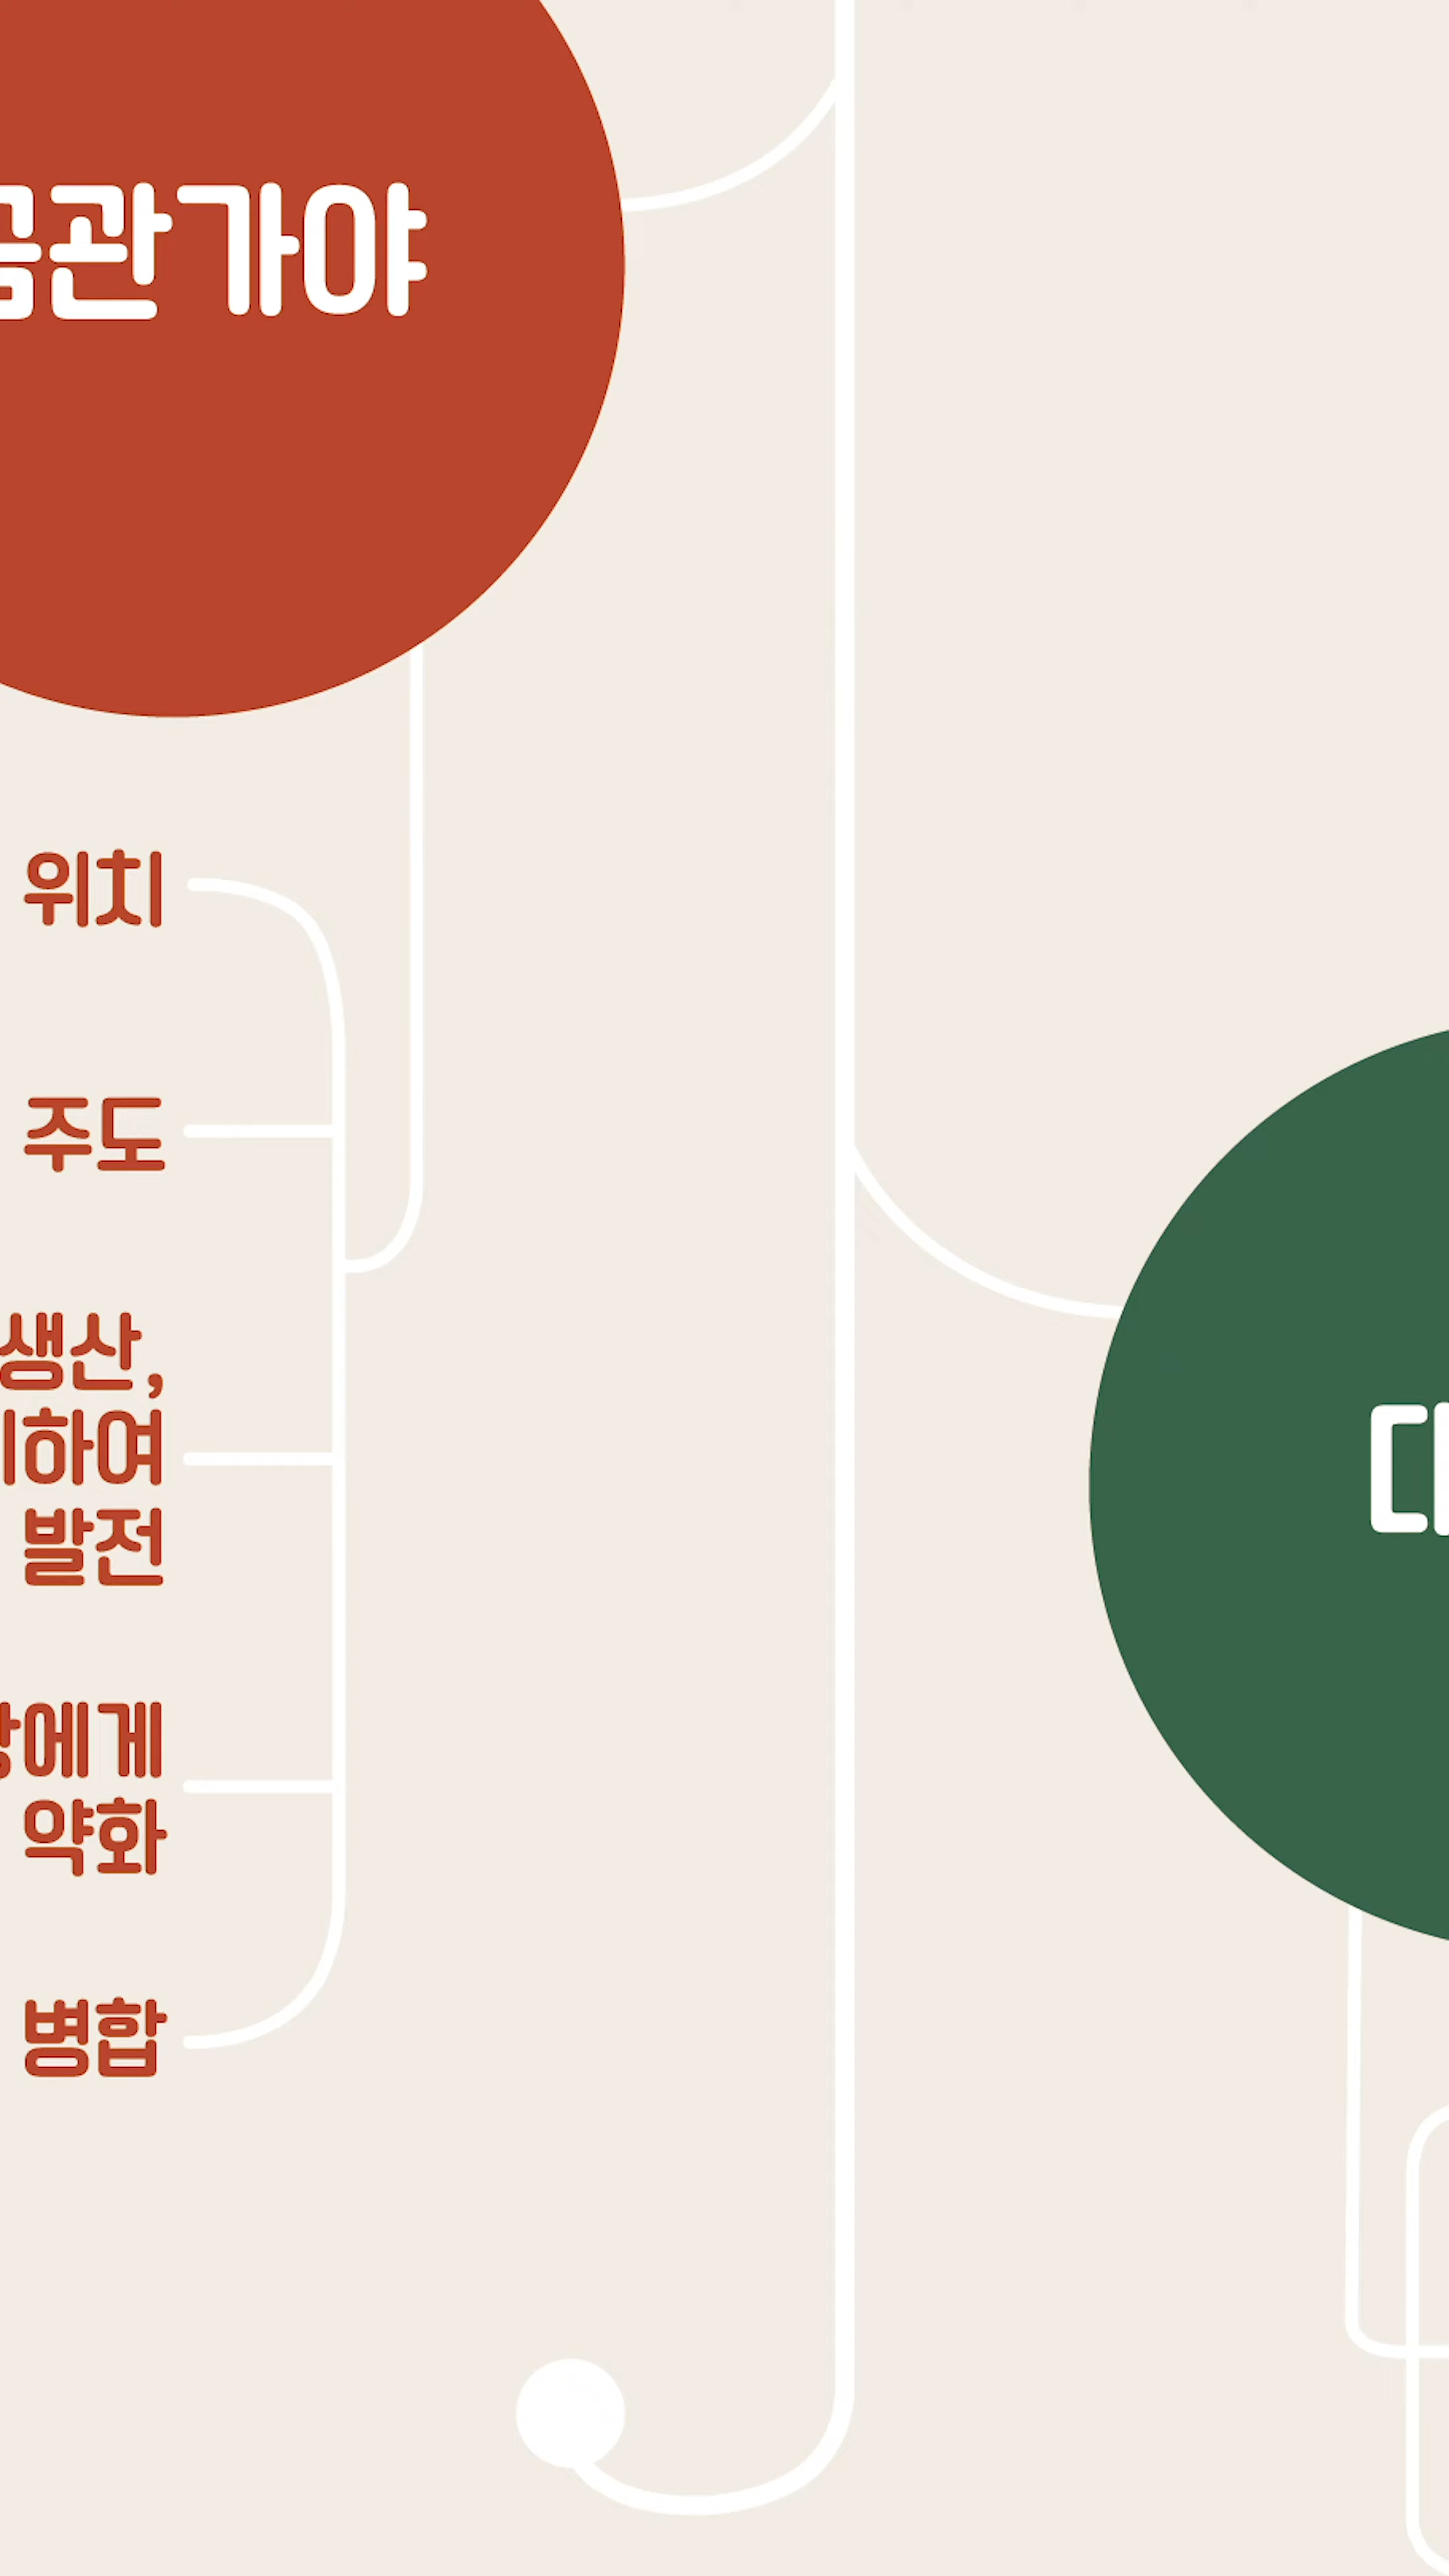 관가야
위치
주도
생산,
하여
발전
에게
약화
병합